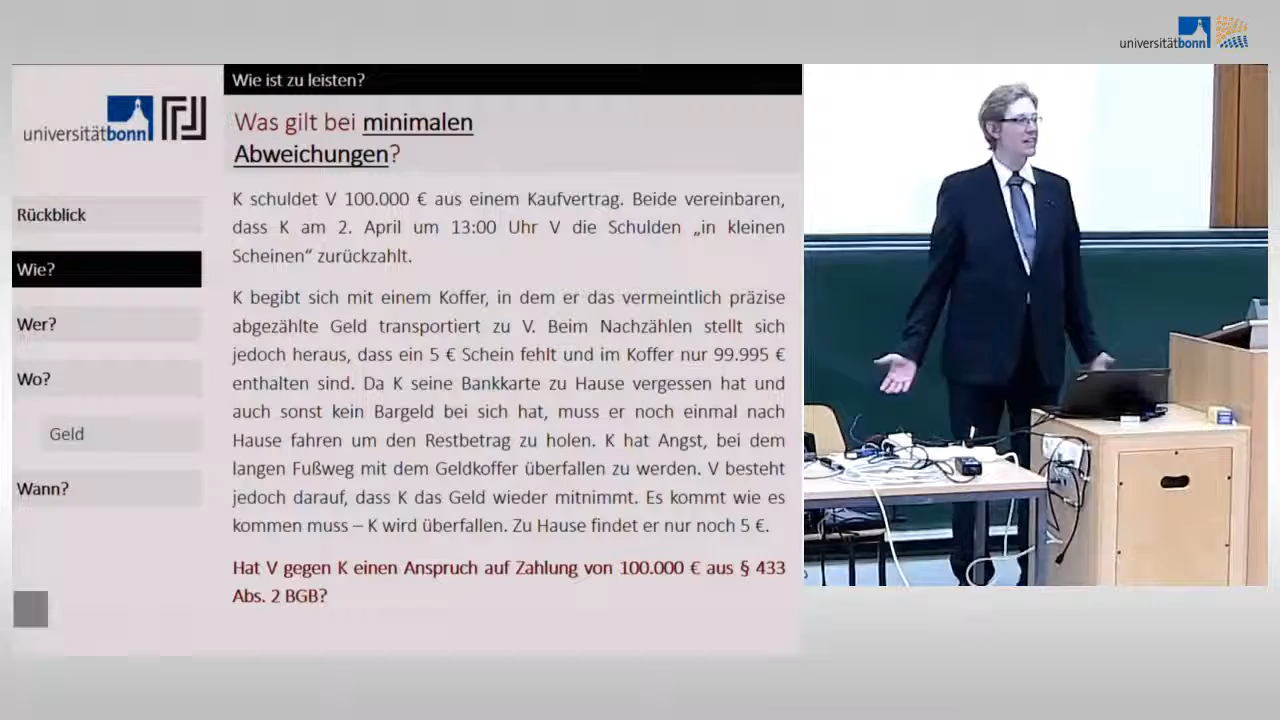 universitätbonn
Wie ist zu leisten?
universitätbonn
Was gilt bei minimalen
Abweichungen?
K schuldet V 100.000 € aus einem Kaufvertrag. Beide vereinbaren,
dass K am 2. April um 13:00 Uhr V die Schulden „in kleinen
Scheinen“ zurückzahlt.
K begibt sich mit einem Koffer, in dem er das vermeintlich präzise
abgezählte Geld transportiert zu V. Beim Nachzählen stellt sich
jedoch heraus, dass ein 5 € Schein fehlt und im Koffer nur 99.995 €
enthalten sind. Da K seine Bankkarte zu Hause vergessen hat und
auch sonst kein Bargeld bei sich hat, muss er noch einmal nach
Hause fahren um den Restbetrag zu holen. K hat Angst, bei dem
langen Fußweg mit dem Geldkoffer überfallen zu werden. V besteht
jedoch darauf, dass K das Geld wieder mitnimmt. Es kommt wie es
kommen muss – K wird überfallen. Zu Hause findet er nur noch 5 €.
Hat V gegen K einen Anspruch auf Zahlung von 100.000 € aus § 433
Abs. 2 BGB?
Rückblick
Wie?
Wer?
Wo?
Geld
Wann?